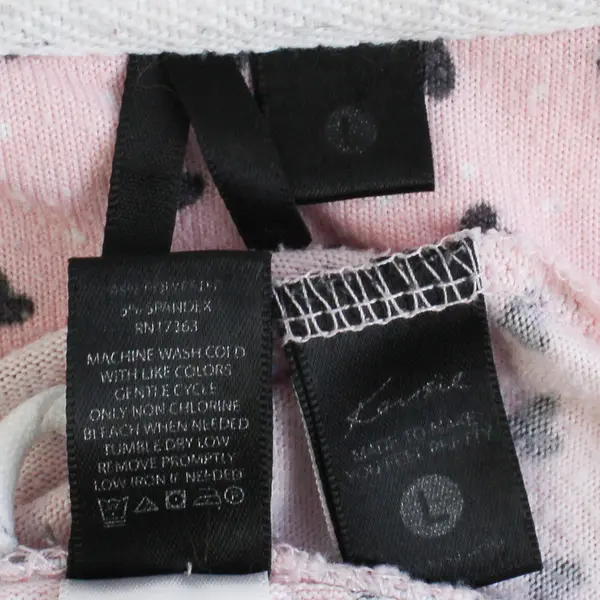 L
5% SPANDEX
RN17363
MACHINE WASH COLD
WITH LIKE COLORS
GENTLE CYCLE
ONLY NON CHLORINE
BLEACH WHEN NEEDED
TUMBLE DRY LOW
REMOVE PROMPTLY
LOW IRON IF NEEDED
MADE TO MAKE
YOU FEEL PRETTY
L